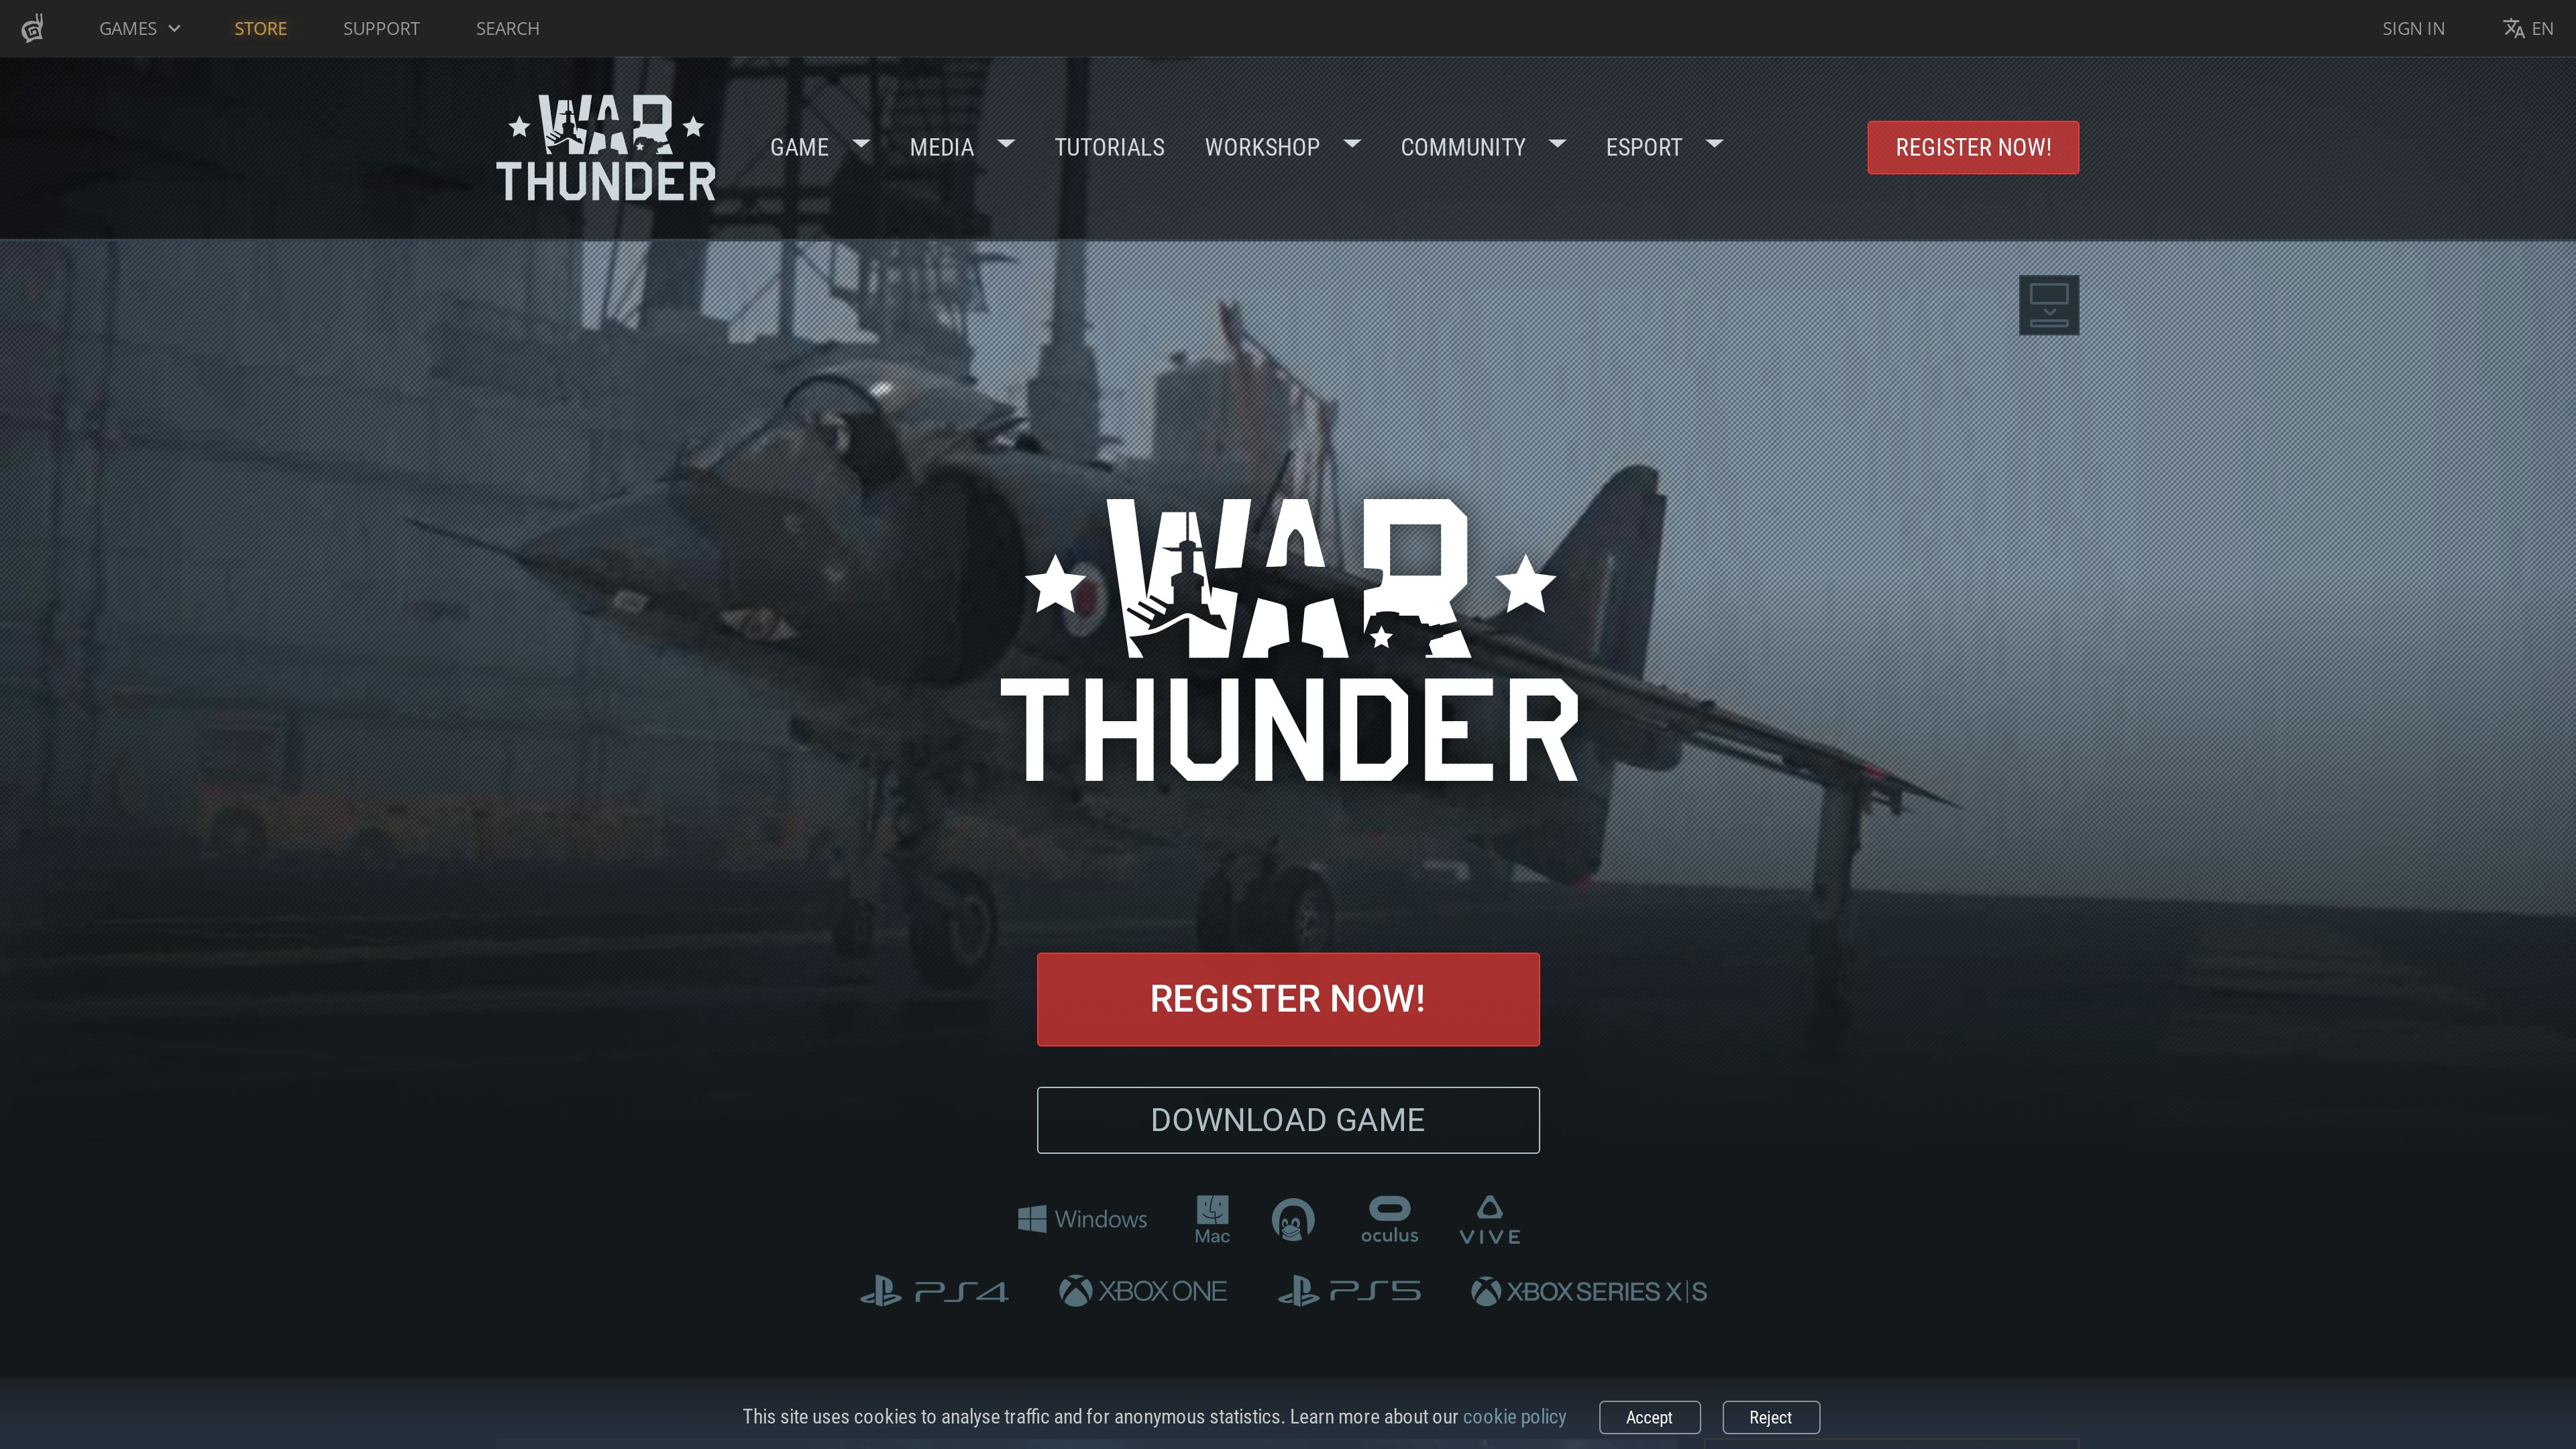 GAMES STORE SUPPORT SEARCH SIGN IN EN
WAR THUNDER
GAME MEDIA TUTORIALS WORKSHOP COMMUNITY ESPORT REGISTER NOW!
WAR
THUNDER
REGISTER NOW!
DOWNLOAD GAME
Windows Mac oculus VIVE
PS4 XBOX ONE PS5 XBOX SERIES X|S
This site uses cookies to analyse traffic and for anonymous statistics. Learn more about our cookie policy Accept Reject